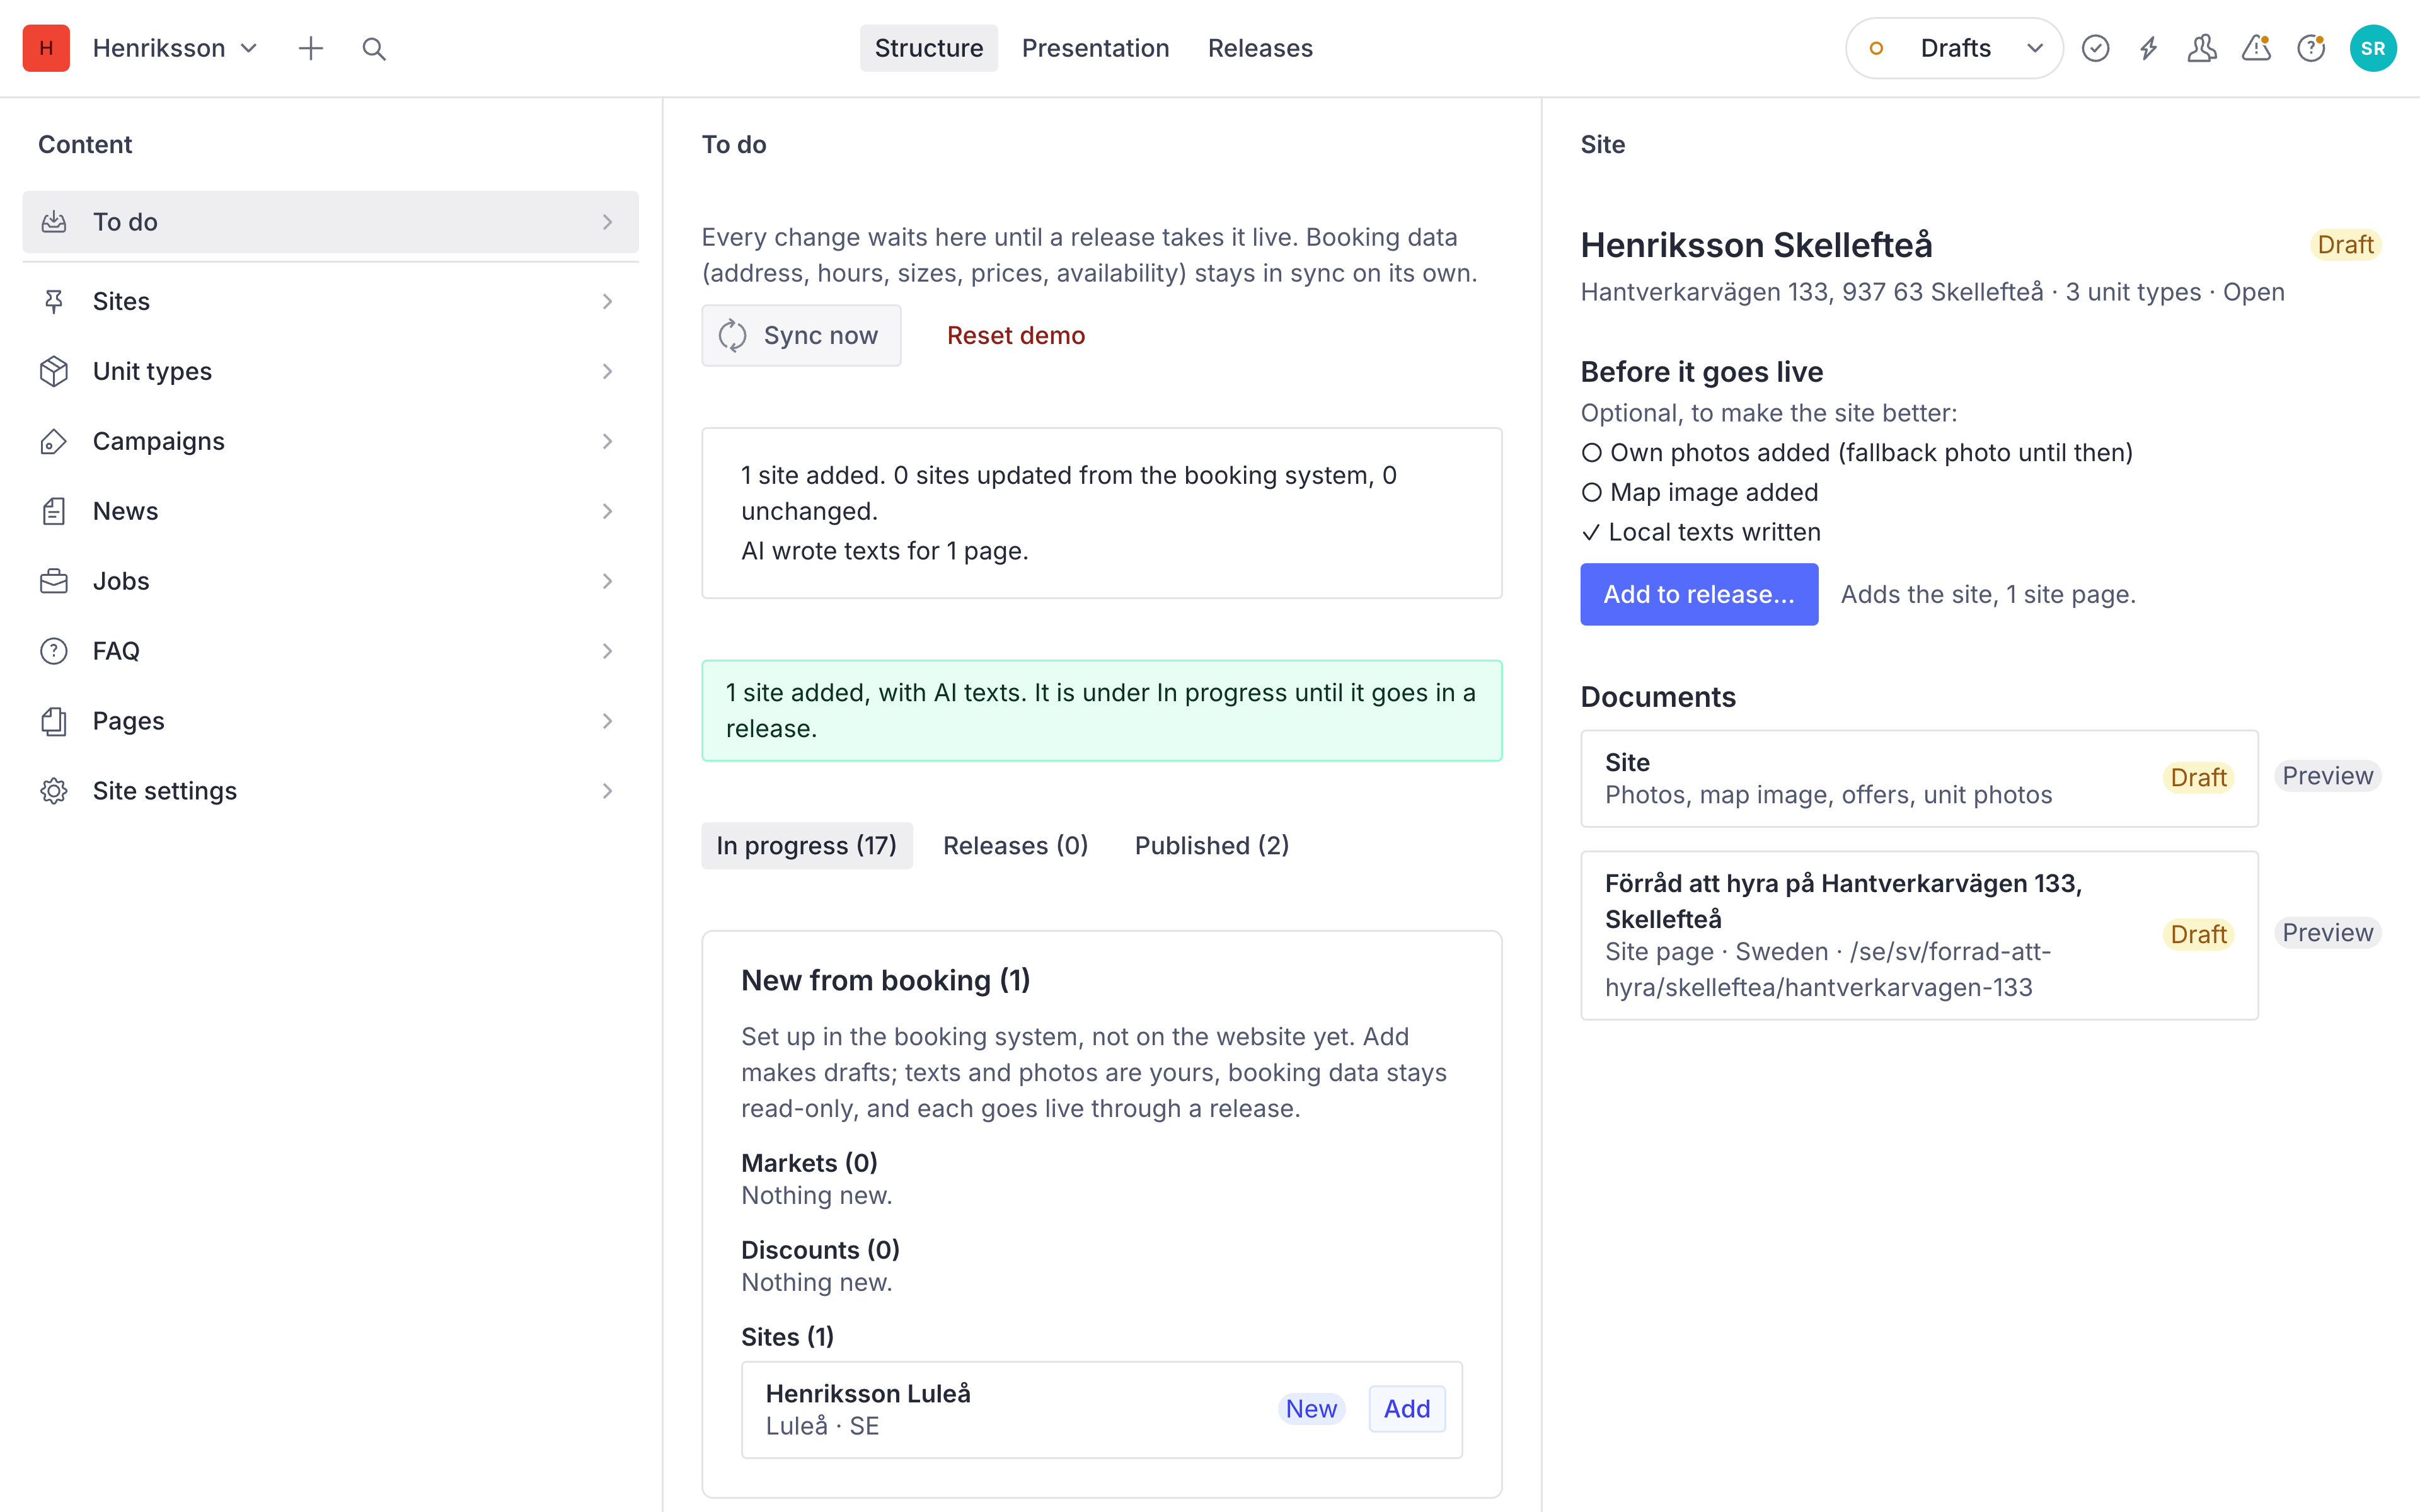 H Henriksson
Structure Presentation Releases
Drafts
SR
Content
To do
Sites
Unit types
Campaigns
News
Jobs
FAQ
Pages
Site settings
To do
Every change waits here until a release takes it live. Booking data
(address, hours, sizes, prices, availability) stays in sync on its own.
Sync now Reset demo
1 site added. 0 sites updated from the booking system, 0
unchanged.
AI wrote texts for 1 page.
1 site added, with AI texts. It is under In progress until it goes in a
release.
In progress (17) Releases (0) Published (2)
New from booking (1)
Set up in the booking system, not on the website yet. Add
makes drafts; texts and photos are yours, booking data stays
read-only, and each goes live through a release.
Markets (0)
Nothing new.
Discounts (0)
Nothing new.
Sites (1)
Henriksson Luleå
Luleå · SE
New Add
Site
Henriksson Skellefteå Draft
Hantverkarvägen 133, 937 63 Skellefteå · 3 unit types · Open
Before it goes live
Optional, to make the site better:
○ Own photos added (fallback photo until then)
○ Map image added
✓ Local texts written
Add to release... Adds the site, 1 site page.
Documents
Site
Photos, map image, offers, unit photos
Draft Preview
Förråd att hyra på Hantverkarvägen 133,
Skellefteå
Site page · Sweden · /se/sv/forrad-att-
hyra/skelleftea/hantverkarvagen-133
Draft Preview